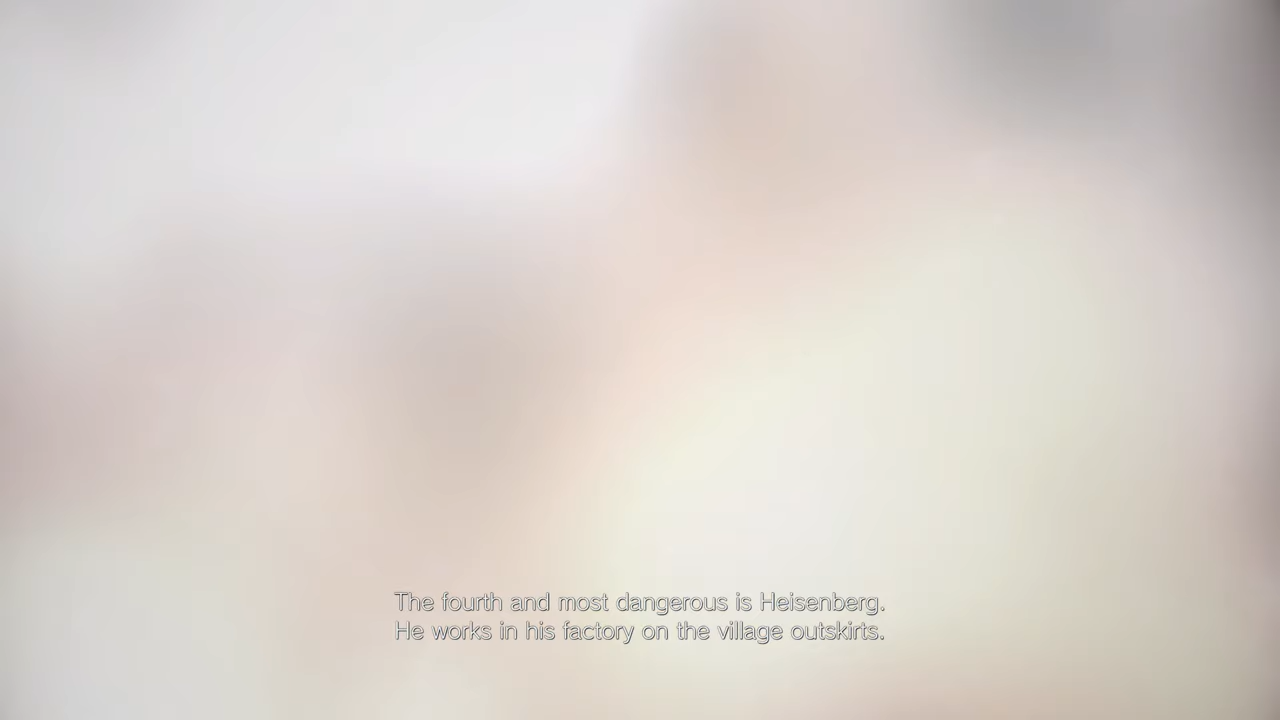 The fourth and most dangerous is Heisenberg.
He works in his factory on the village outskirts.